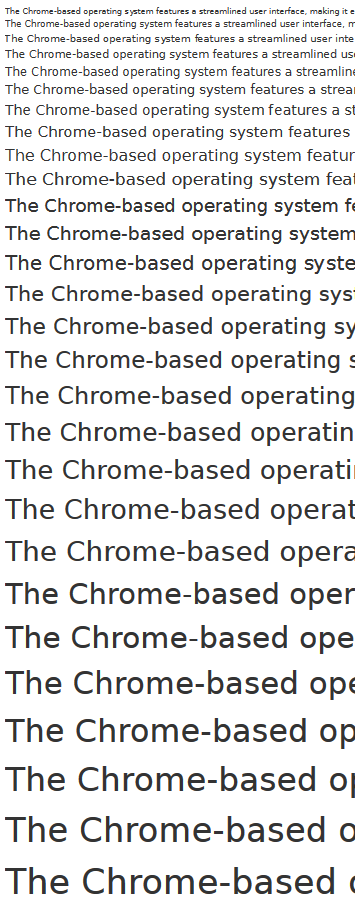 The Chrome-based operating system features a streamlined user interface, making it e
The Chrome-based operating system features a streamlined user interface, m
The Chrome-based operating system features a streamlined user inte
The Chrome-based operating system features a streamlined us
The Chrome-based operating system features a streamline
The Chrome-based operating system features a strea
The Chrome-based operating system features a st
The Chrome-based operating system features
The Chrome-based operating system featur
The Chrome-based operating system feat
The Chrome-based operating system fe
The Chrome-based operating system
The Chrome-based operating syste
The Chrome-based operating syst
The Chrome-based operating sy
The Chrome-based operating s
The Chrome-based operating
The Chrome-based operatin
The Chrome-based operatin
The Chrome-based operat
The Chrome-based opera
The Chrome-based oper
The Chrome-based ope
The Chrome-based ope
The Chrome-based op
The Chrome-based op
The Chrome-based o
The Chrome-based o